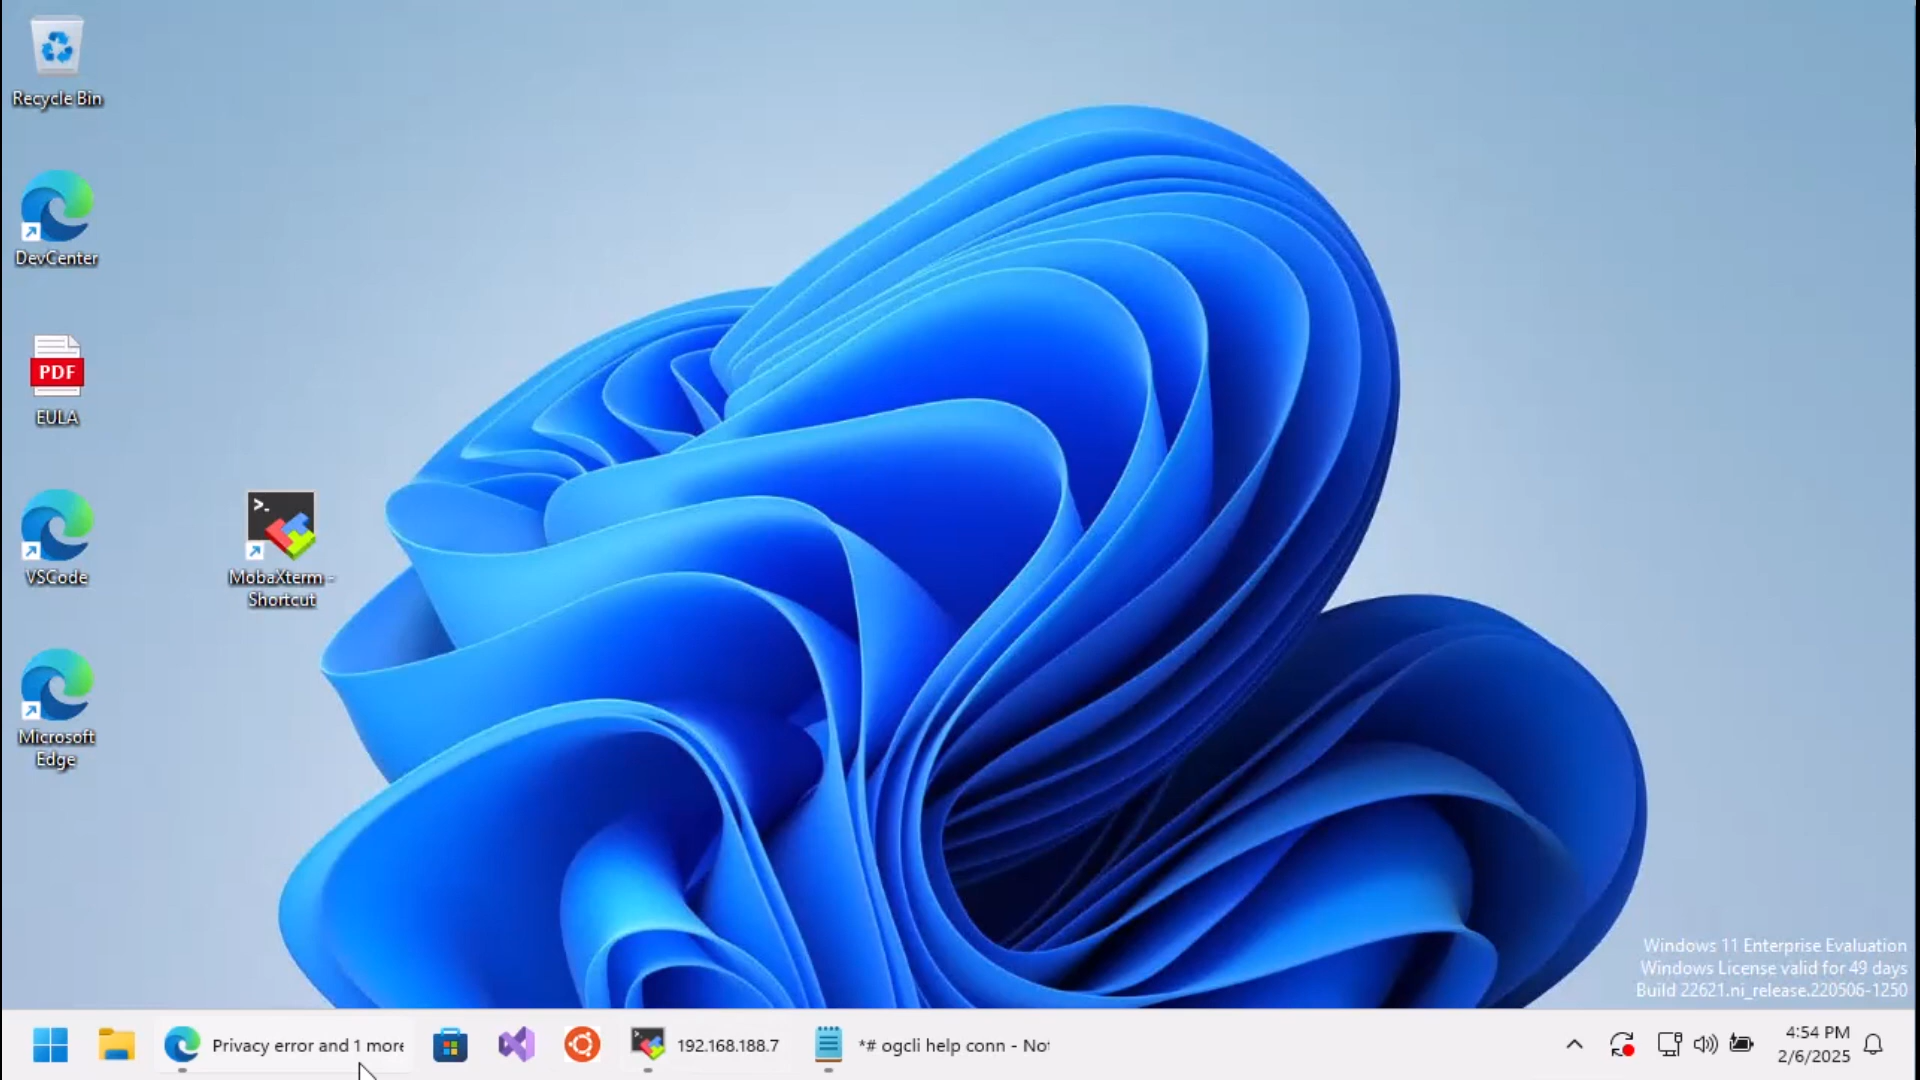 Recycle Bin
DevCenter
PDF
EULA
VSCode
>.
MobaXterm -
Shortcut
Microsoft
Edge
Windows 11 Enterprise Evaluation
Windows License valid for 49 days
Build 22621.ni_release.220506-1250
Privacy error and 1 more
192.168.188.7
*# ogcli help conn - Not
4:54 PM
2/6/2025